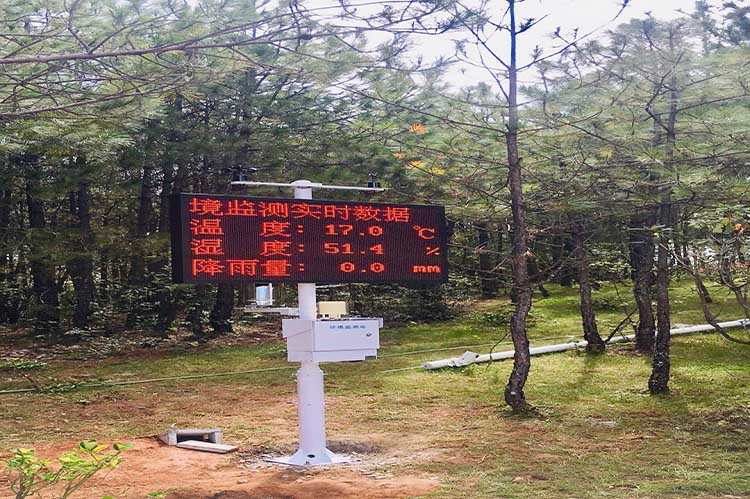 境监测实时数据
温 度: 17.0 ℃
湿 度: 51.4 %
降雨量: 0.0 mm